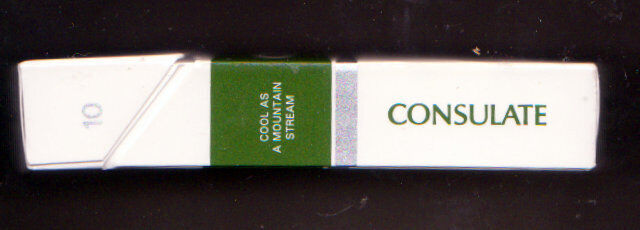 10
COOL AS
A MOUNTAIN
STREAM
CONSULATE